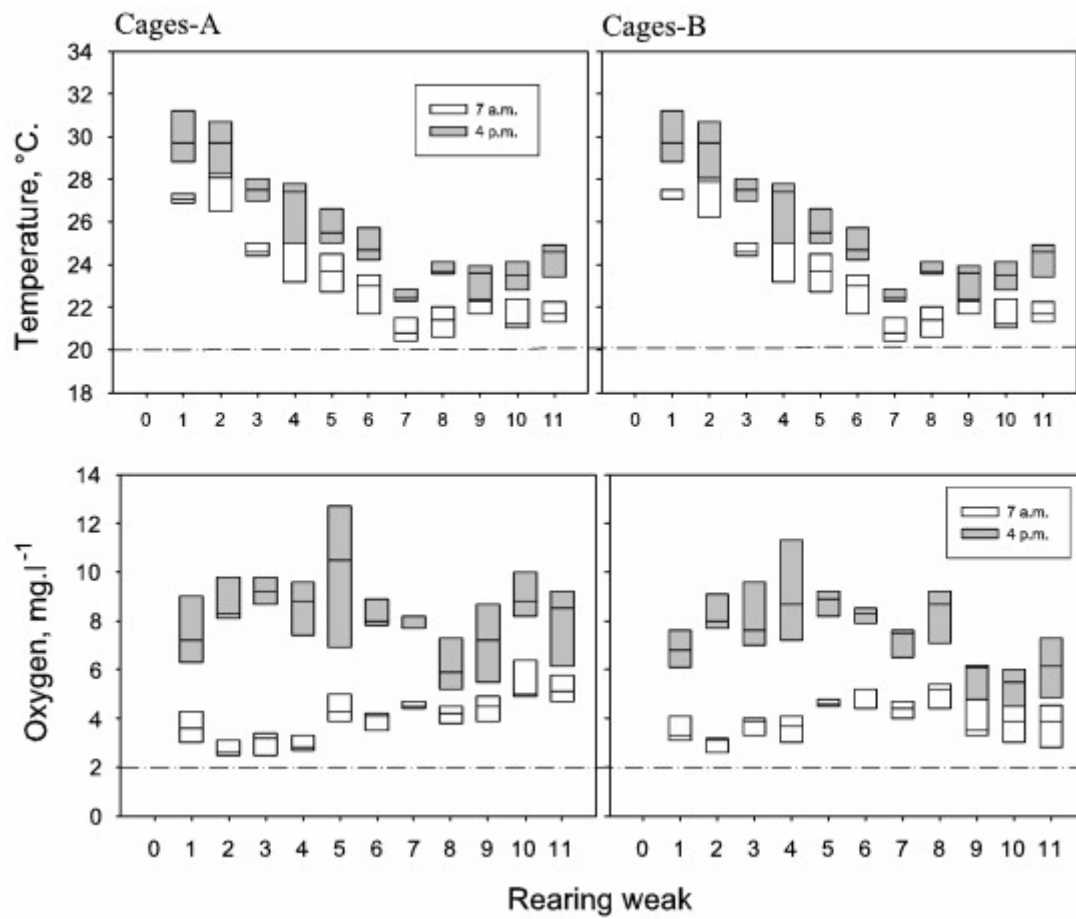 Cages-A
Cages-B
34
32
30
28
26
24
22
20
18
Temperature, °C.
7 a.m.
4 p.m.
0 1 2 3 4 5 6 7 8 9 10 11
0 1 2 3 4 5 6 7 8 9 10 11
14
12
10
8
6
4
2
0
Oxygen, mg.l⁻¹
7 a.m.
4 p.m.
0 1 2 3 4 5 6 7 8 9 10 11
0 1 2 3 4 5 6 7 8 9 10 11
Rearing weak